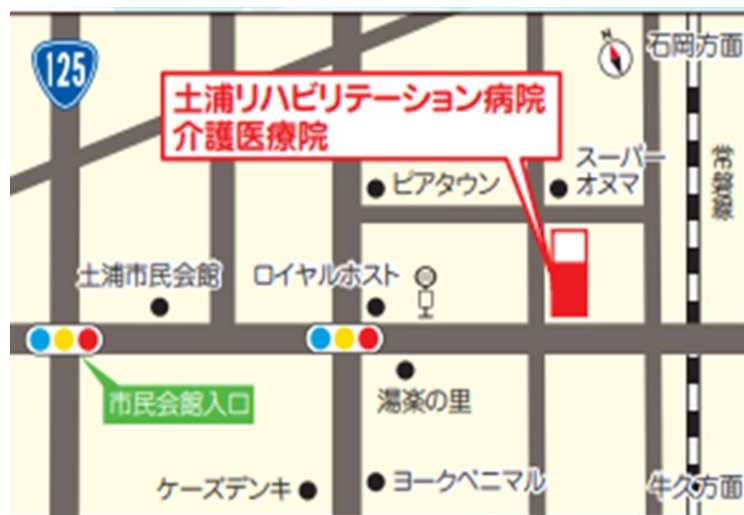 125
石岡方面
土浦リハビリテーション病院
介護医療院
スーパー
オヌマ
ピアタウン
常磐線
土浦市民会館
ロイヤルホスト
湯楽の里
市民会館入口
ケーズデンキ
ヨークベニマル
牛久方面
N